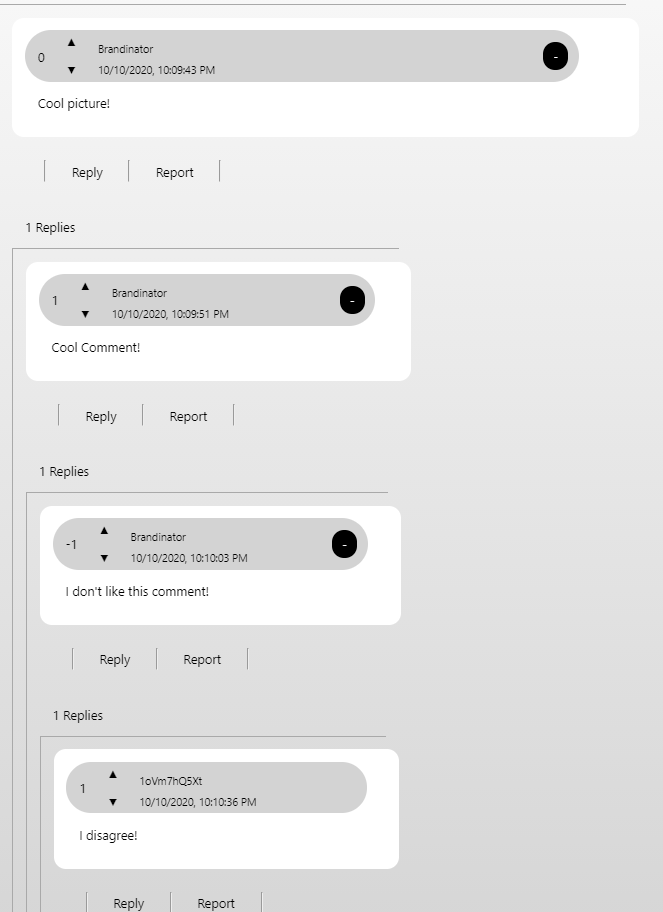 0 ▲ Brandinator -
▼ 10/10/2020, 10:09:43 PM
Cool picture!
Reply Report
1 Replies
1 ▲ Brandinator -
▼ 10/10/2020, 10:09:51 PM
Cool Comment!
Reply Report
1 Replies
-1 ▲ Brandinator -
▼ 10/10/2020, 10:10:03 PM
I don't like this comment!
Reply Report
1 Replies
1 ▲ 1oVm7hQ5Xt
▼ 10/10/2020, 10:10:36 PM
I disagree!
Reply Report